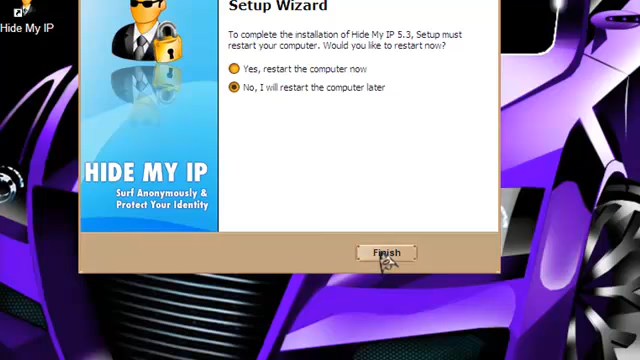 Hide My IP
Setup Wizard
To complete the installation of Hide My IP 5.3, Setup must
restart your computer. Would you like to restart now?
Yes, restart the computer now
No, I will restart the computer later
HIDE MY IP
Surf Anonymously &
Protect Your Identity
Finish